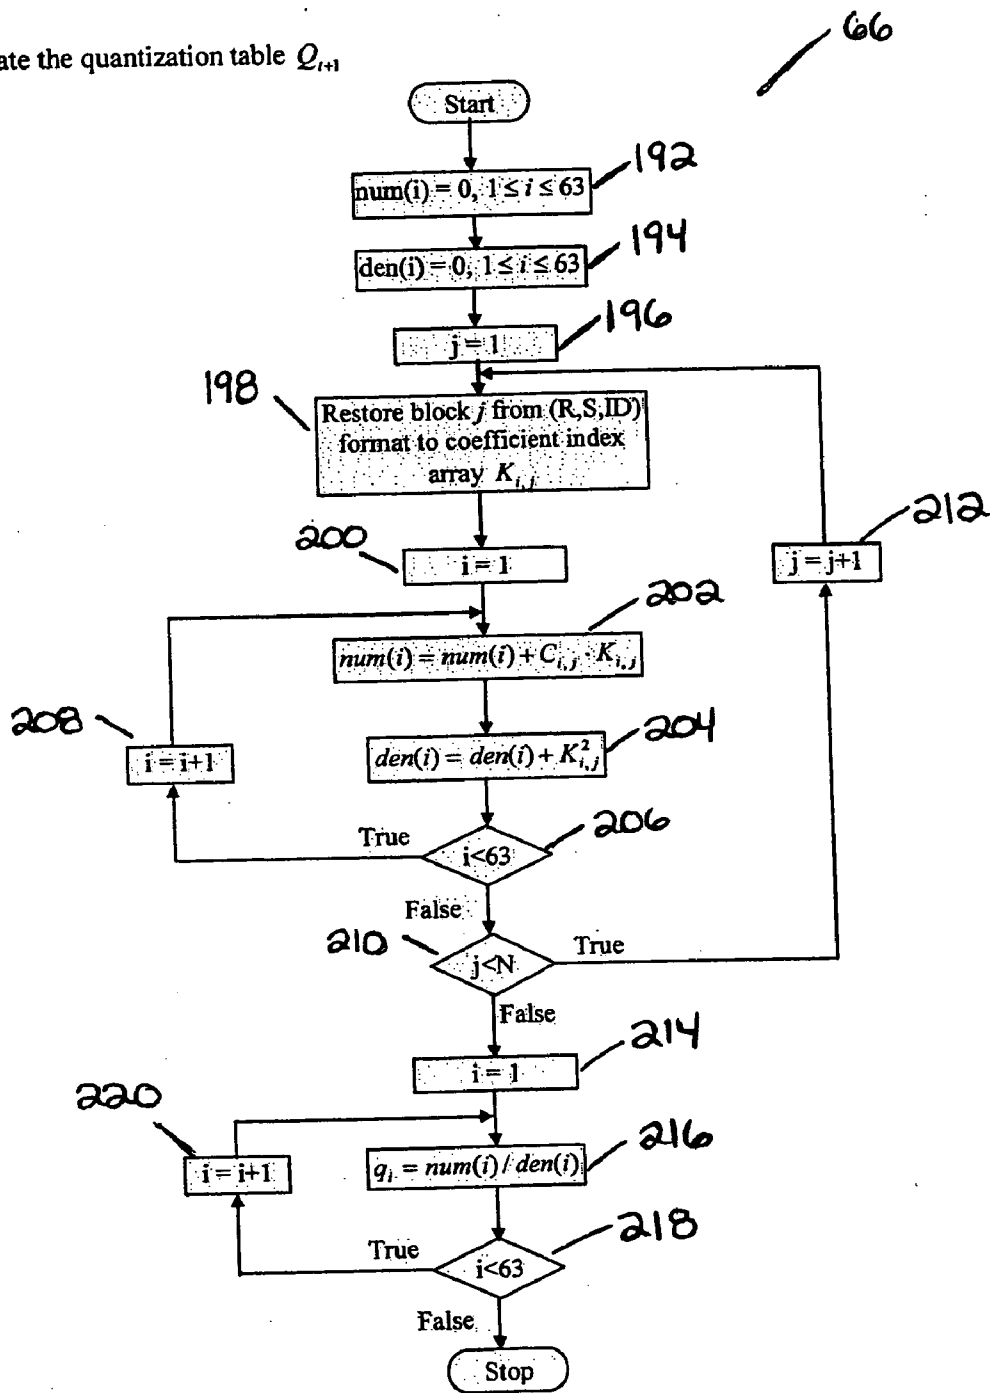 ate the quantization table Q_{t+1}
66
Start
num(i) = 0, 1 ≤ i ≤ 63
192
den(i) = 0, 1 ≤ i ≤ 63
194
j = 1
196
198
Restore block j from (R,S,ID)
format to coefficient index
array K_{i,j}
200
i = 1
212
j = j+1
202
num(i) = num(i) + C_{i,j} · K_{i,j}
208
i = i+1
204
den(i) = den(i) + K²_{i,j}
True
206
i<63
False
210
j<N
True
False
214
i = 1
220
i = i+1
216
q_i = num(i) / den(i)
True
218
i<63
False
Stop